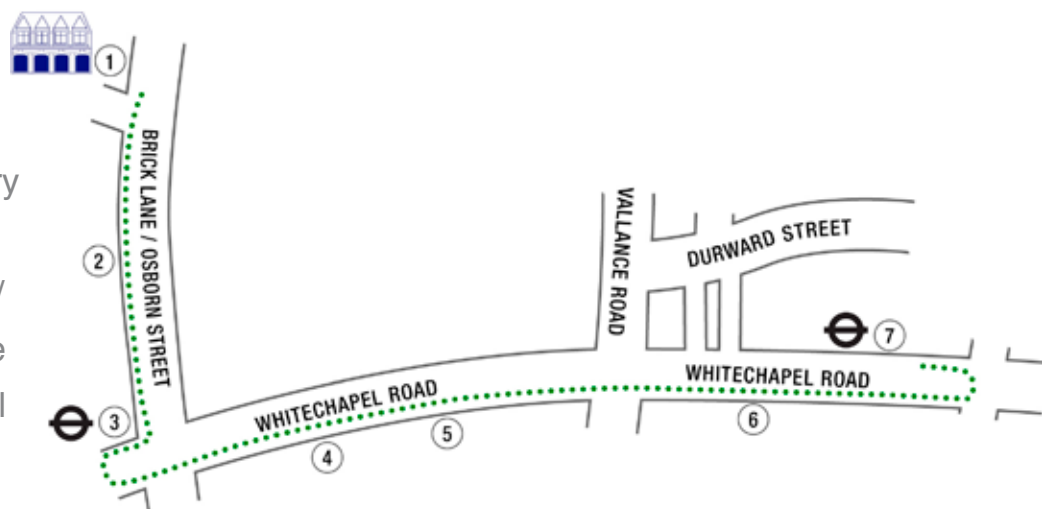 1
BRICK LANE / OSBORN STREET
ry
2
VALLANCE ROAD
DURWARD STREET
7
WHITECHAPEL ROAD
WHITECHAPEL ROAD
3
4
5
6